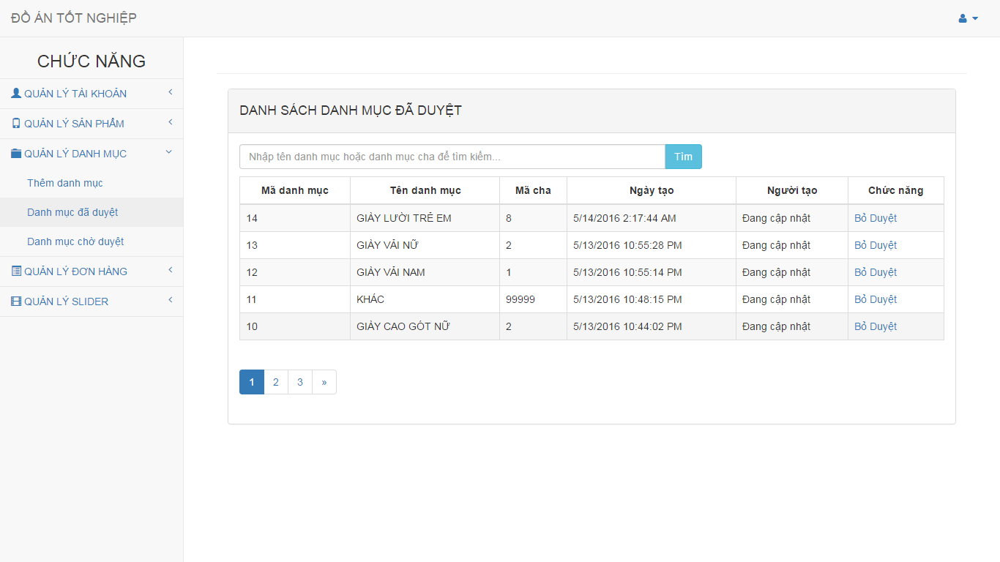 ĐỒ ÁN TỐT NGHIỆP
CHỨC NĂNG
QUẢN LÝ TÀI KHOẢN
QUẢN LÝ SẢN PHẨM
QUẢN LÝ DANH MỤC
Thêm danh mục
Danh mục đã duyệt
Danh mục chờ duyệt
QUẢN LÝ ĐƠN HÀNG
QUẢN LÝ SLIDER
DANH SÁCH DANH MỤC ĐÃ DUYỆT
Nhập tên danh mục hoặc danh mục cha để tìm kiếm... Tìm
Mã danh mục Tên danh mục Mã cha Ngày tạo Người tạo Chức năng
14 GIÀY LƯỜI TRẺ EM 8 5/14/2016 2:17:44 AM Đang cập nhật Bỏ Duyệt
13 GIÀY VẢI NỮ 2 5/13/2016 10:55:28 PM Đang cập nhật Bỏ Duyệt
12 GIÀY VẢI NAM 1 5/13/2016 10:55:14 PM Đang cập nhật Bỏ Duyệt
11 KHÁC 99999 5/13/2016 10:48:15 PM Đang cập nhật Bỏ Duyệt
10 GIÀY CAO GÓT NỮ 2 5/13/2016 10:44:02 PM Đang cập nhật Bỏ Duyệt
1 2 3 »